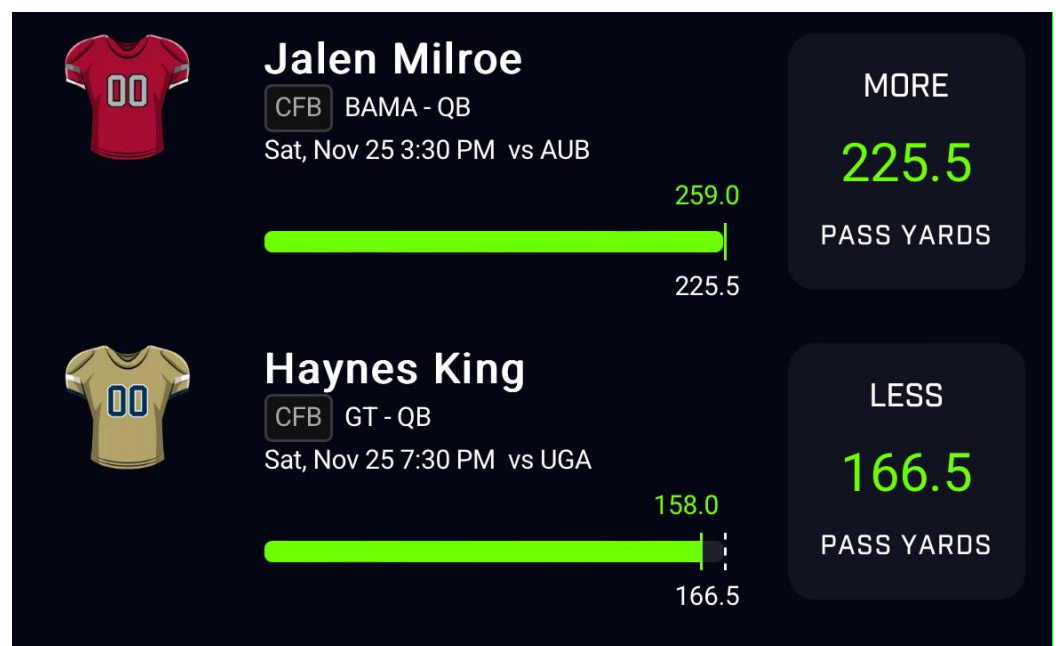 00
Jalen Milroe
CFB BAMA - QB
Sat, Nov 25 3:30 PM vs AUB
259.0
225.5
MORE
225.5
PASS YARDS
00
Haynes King
CFB GT - QB
Sat, Nov 25 7:30 PM vs UGA
158.0
166.5
LESS
166.5
PASS YARDS